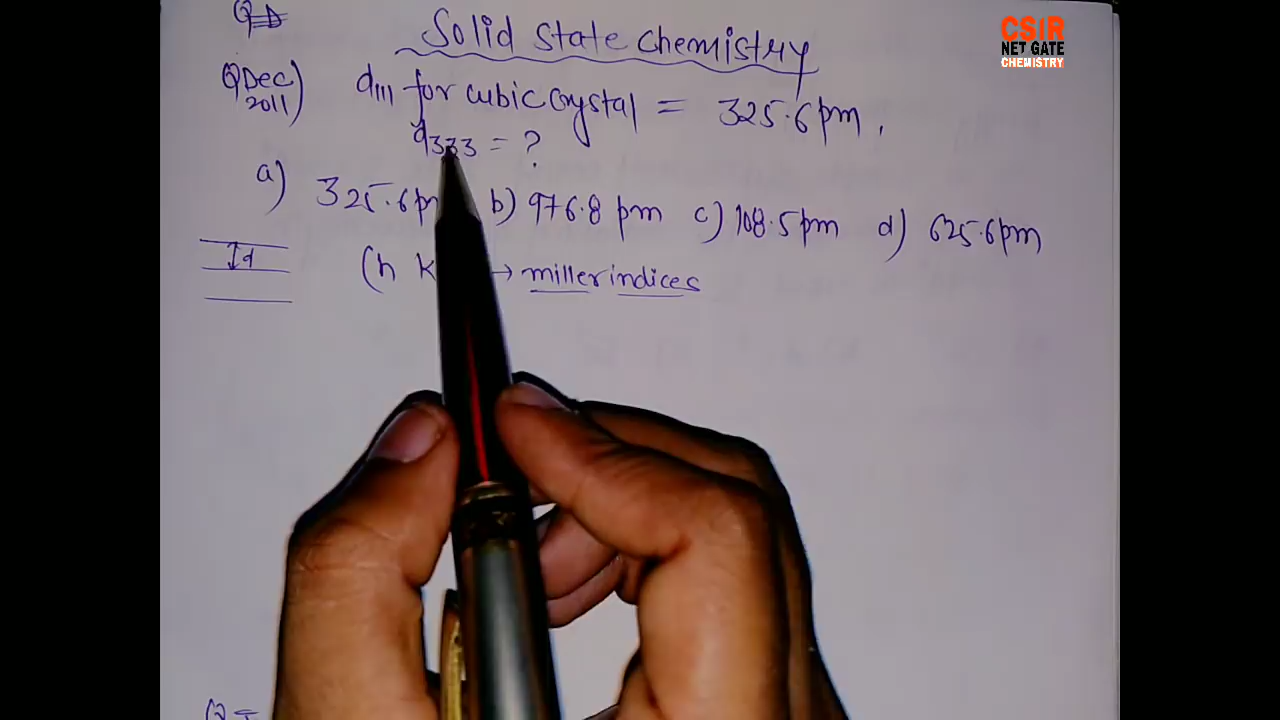 Solid State Chemistry
CSIR
NET GATE
CHEMISTRY
Q Dec 2011) d111 for cubic crystal = 325.6 pm,
d333 = ?
a) 325.6 pm b) 976.8 pm c) 108.5 pm d) 625.6 pm
d (h k → miller indices